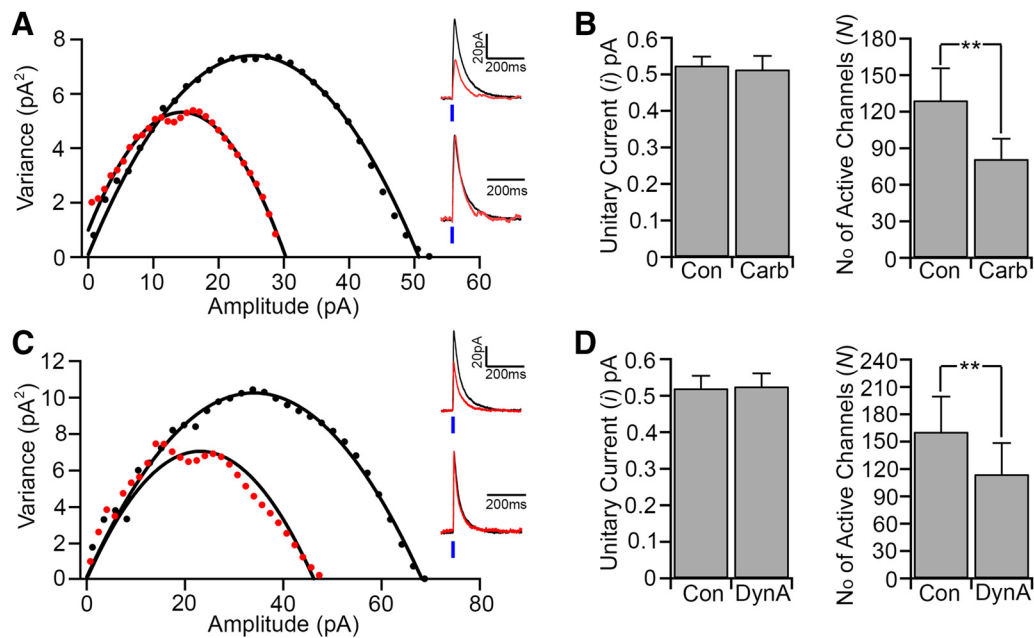 A
Variance (pA²)
8
6
4
2
0
0 10 20 30 40 50 60
Amplitude (pA)
20pA
200ms
200ms
B
Unitary Current (i) pA
0.6
0.5
0.4
0.3
0.2
0.1
0
Con Carb
No of Active Channels (N)
180
150
120
90
60
30
0
**
Con Carb
C
Variance (pA²)
12
10
8
6
4
2
0
0 20 40 60 80
Amplitude (pA)
20pA
200ms
200ms
D
Unitary Current (i) pA
0.6
0.5
0.4
0.3
0.2
0.1
0
Con DynA
No of Active Channels (N)
240
210
180
150
120
90
60
30
0
**
Con DynA